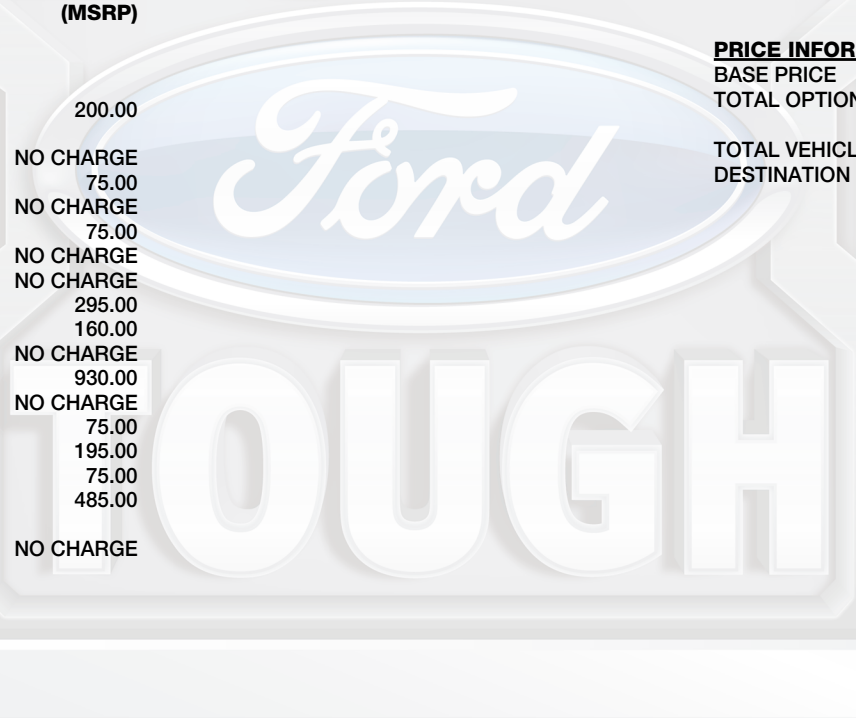 (MSRP)
200.00
NO CHARGE
75.00
NO CHARGE
75.00
NO CHARGE
NO CHARGE
295.00
160.00
NO CHARGE
930.00
NO CHARGE
75.00
195.00
75.00
485.00
NO CHARGE
PRICE INFOR
BASE PRICE
TOTAL OPTION
TOTAL VEHICL
DESTINATION
Ford
TOUGH